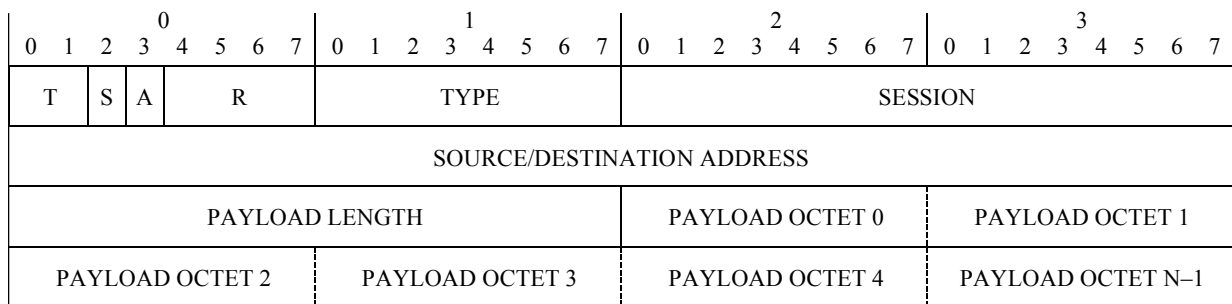 0 1 2 3
0 1 2 3 4 5 6 7 0 1 2 3 4 5 6 7 0 1 2 3 4 5 6 7 0 1 2 3 4 5 6 7
T S A R TYPE SESSION
SOURCE/DESTINATION ADDRESS
PAYLOAD LENGTH PAYLOAD OCTET 0 PAYLOAD OCTET 1
PAYLOAD OCTET 2 PAYLOAD OCTET 3 PAYLOAD OCTET 4 PAYLOAD OCTET N–1